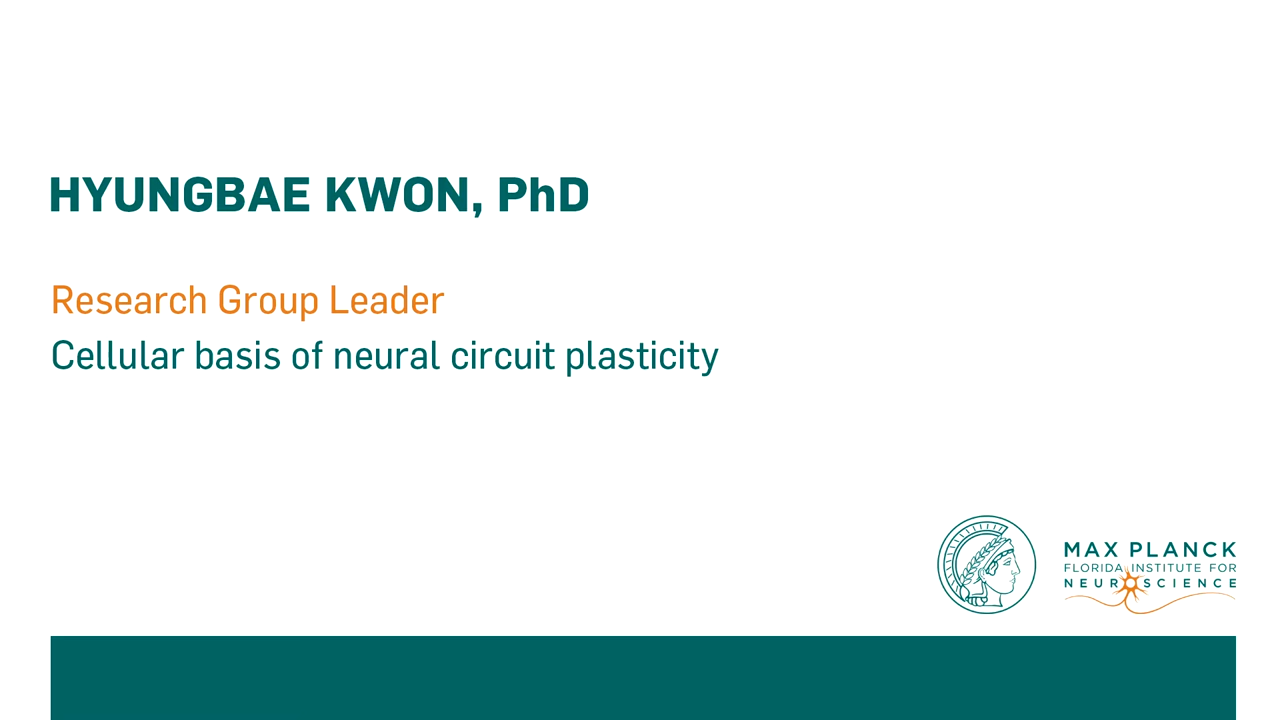 HYUNGBAE KWON, PhD
Research Group Leader
Cellular basis of neural circuit plasticity
MAX PLANCK
FLORIDA INSTITUTE FOR
NEUROSCIENCE